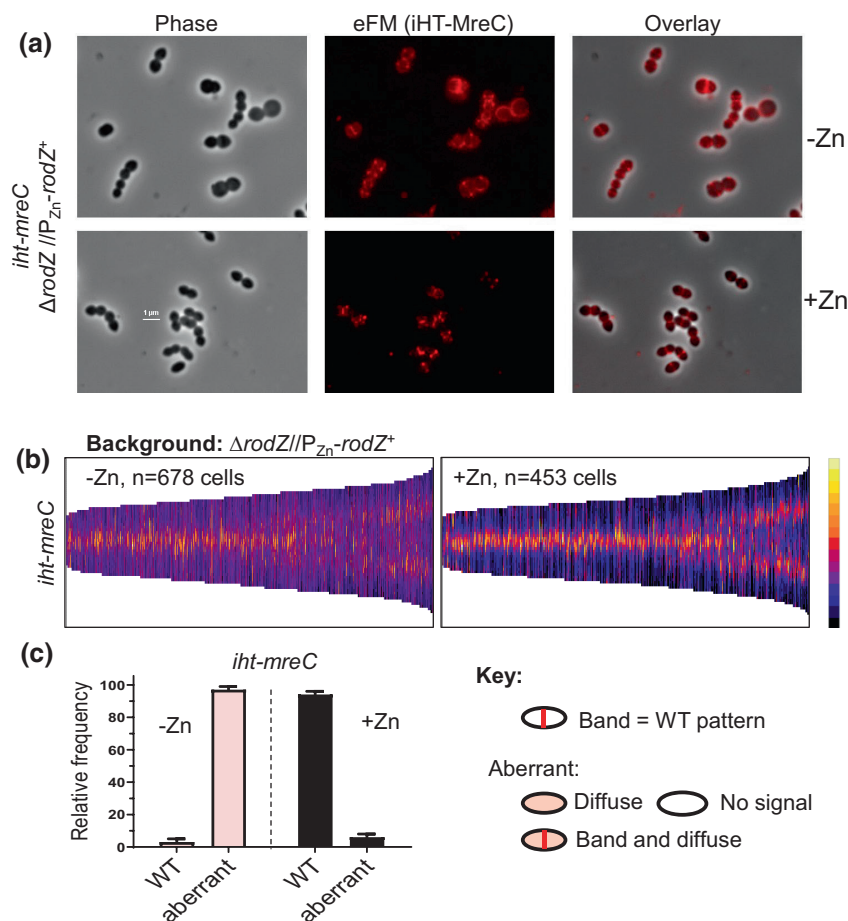 (a)
Phase
eFM (iHT-MreC)
Overlay
iht-mreC
ΔrodZ //PZn-rodZ+
-Zn
1 µm
+Zn
(b)
Background: ΔrodZ//PZn-rodZ+
iht-mreC
-Zn, n=678 cells
+Zn, n=453 cells
(c)
iht-mreC
Relative frequency
100
80
60
40
20
0
-Zn
+Zn
WT
aberrant
WT
aberrant
Key:
Band = WT pattern
Aberrant:
Diffuse
No signal
Band and diffuse